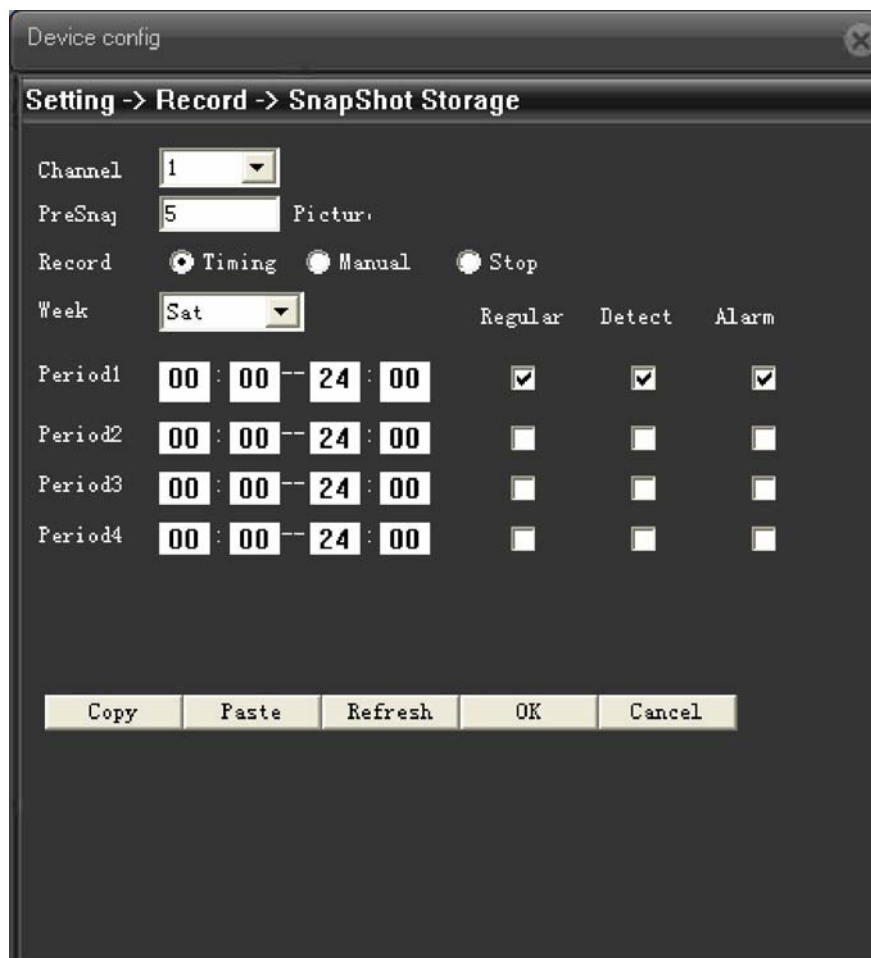 Device config
Setting -> Record -> SnapShot Storage
Channel 1
PreSnap 5 Pictur
Record Timing Manual Stop
Week Sat Regular Detect Alarm
Period1 00 : 00 -- 24 : 00
Period2 00 : 00 -- 24 : 00
Period3 00 : 00 -- 24 : 00
Period4 00 : 00 -- 24 : 00
Copy Paste Refresh OK Cancel